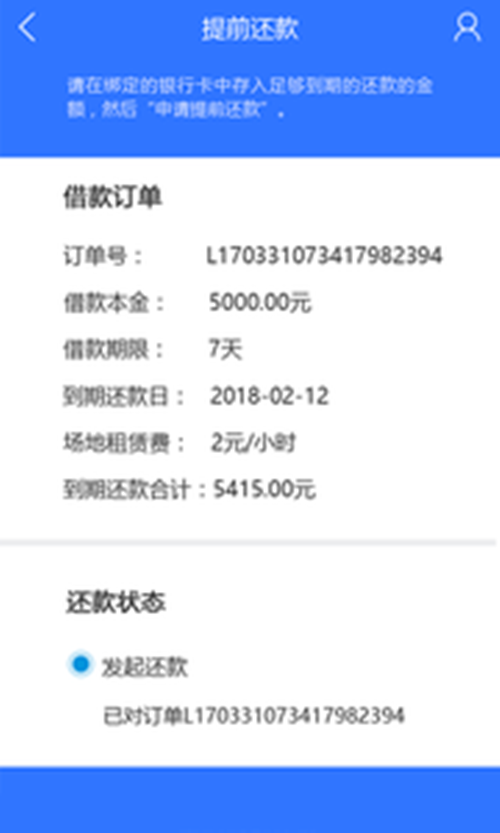 提前还款
请在绑定的银行卡中存入足够到期的还款的金
额，然后“申请提前还款”。
借款订单
订单号： L170331073417982394
借款本金： 5000.00元
借款期限： 7天
到期还款日： 2018-02-12
场地租赁费： 2元/小时
到期还款合计：5415.00元
还款状态
发起还款
已对订单L170331073417982394